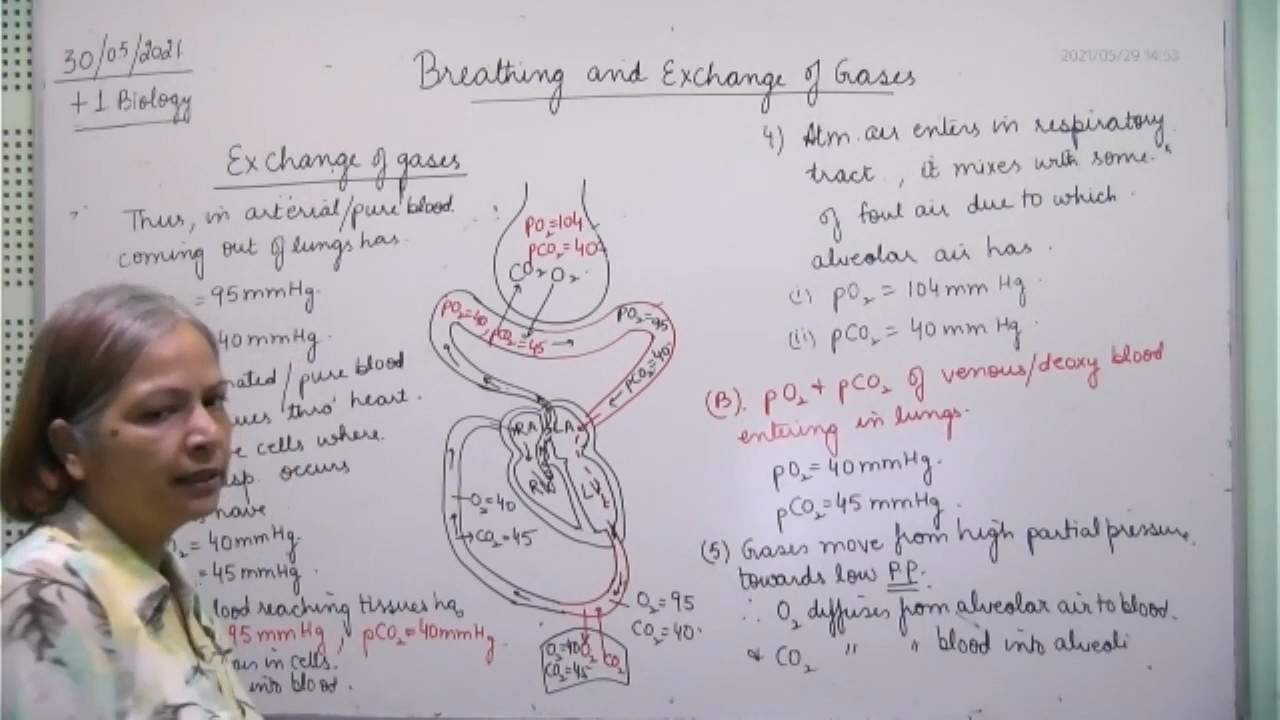 30/05/2021
+1 Biology
Breathing and Exchange of Gases
2021/05/29 14:53
Exchange of gases
Thus, in arterial/pure blood
coming out of lungs has.
= 95 mmHg.
40 mmHg.
nated/pure blood
ues thro' heart.
e cells where
sp. occurs
have
2 = 40 mmHg.
= 45 mmHg.
lood reaching tissues has
95 mmHg, pCO2 = 40mmHg.
in cells.
into blood.
PO2=104
pCO2=40
CO2 O2
PO2=40, pCO2=45
PO2=95
pCO2=40
RA LA
RV LV
O2=40
CO2=45
O2=95
CO2=40
O2=40 O2 CO2
CO2=45
4) Atm. air enters in respiratory
tract, it mixes with some
of foul air due to which
alveolar air has.
(i) pO2 = 104 mm Hg.
(ii) pCO2 = 40 mm Hg.
(B). pO2 + pCO2 of venous/deoxy blood
entering in lungs.
pO2 = 40 mmHg.
pCO2 = 45 mmHg.
(5) Gases move from high partial pressure
towards low P.P.
∴ O2 diffuses from alveolar air to blood.
& CO2 " " blood into alveoli